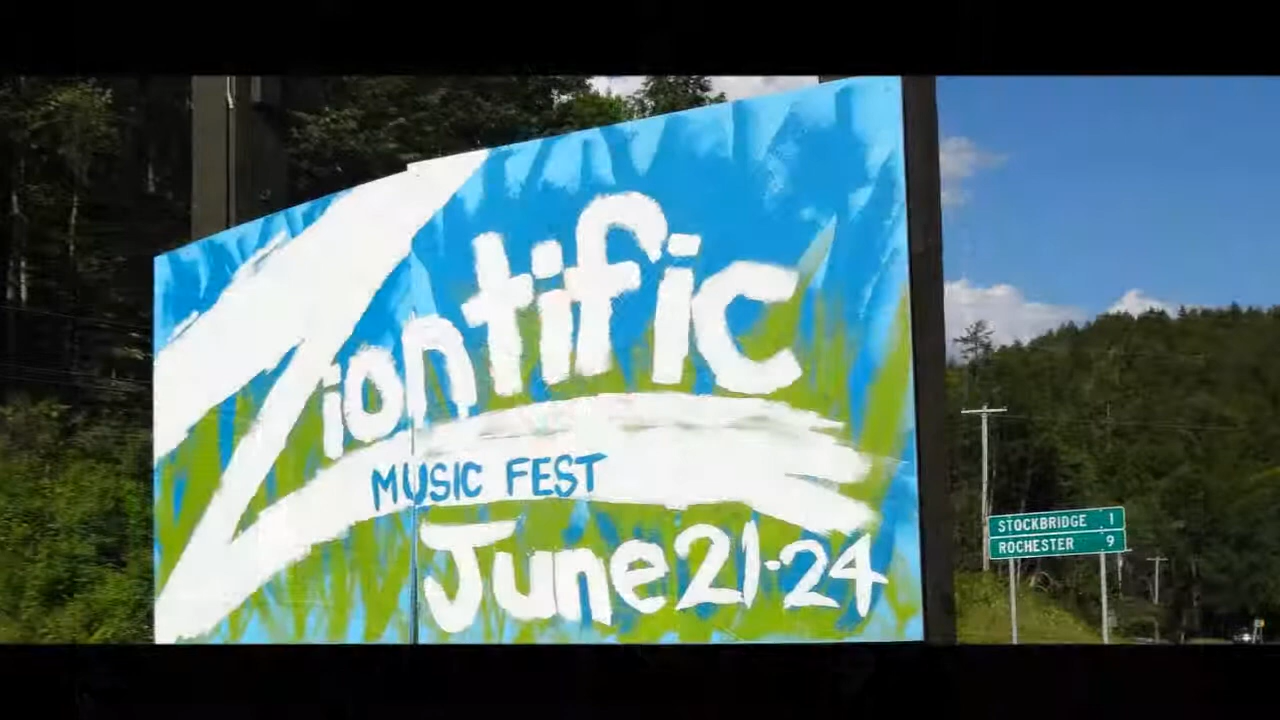 Ziontific
MUSIC FEST
June 21-24
STOCKBRIDGE 1
ROCHESTER 9